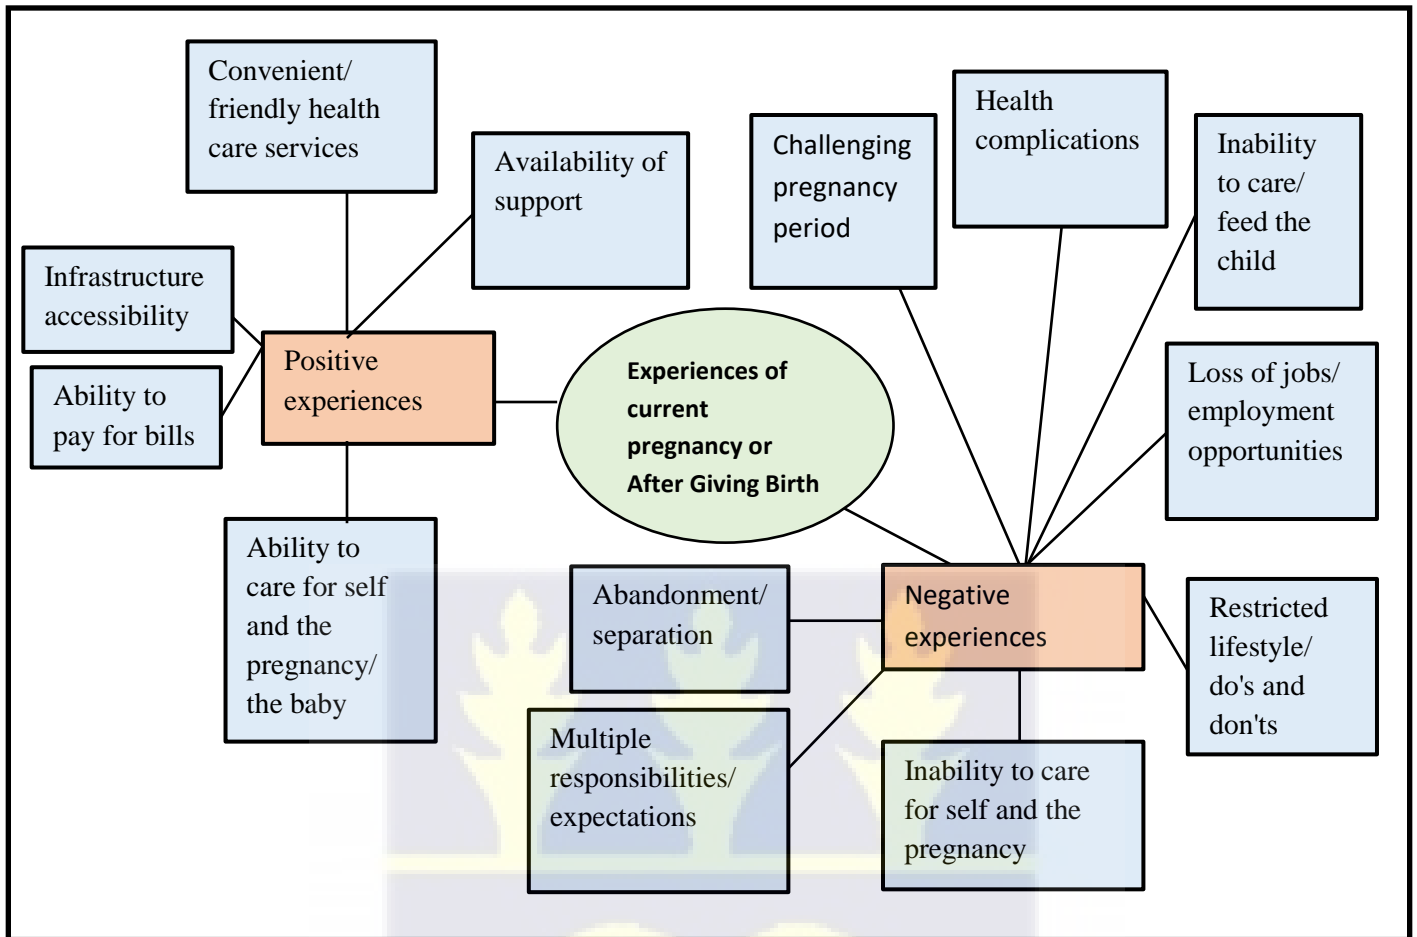 Convenient/
friendly health
care services
Availability of
support
Infrastructure
accessibility
Ability to
pay for bills
Positive
experiences
Ability to
care for self
and the
pregnancy/
the baby
Experiences of
current
pregnancy or
After Giving Birth
Challenging
pregnancy
period
Health
complications
Inability
to care/
feed the
child
Loss of jobs/
employment
opportunities
Negative
experiences
Restricted
lifestyle/
do's and
don'ts
Abandonment/
separation
Multiple
responsibilities/
expectations
Inability to care
for self and the
pregnancy